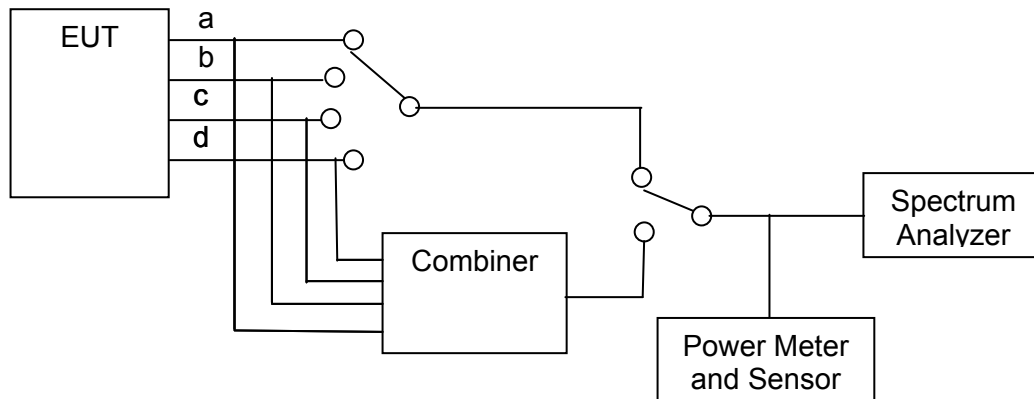 EUT
a
b
c
d
Combiner
Spectrum
Analyzer
Power Meter
and Sensor